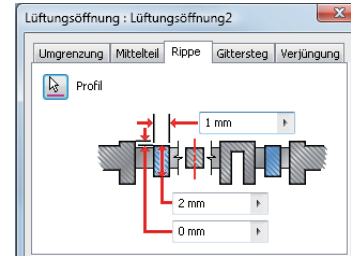 Lüftungsöffnung : Lüftungsöffnung2
Umgrenzung Mittelteil Rippe Gittersteg Verjüngung
Profil
1 mm
2 mm
0 mm